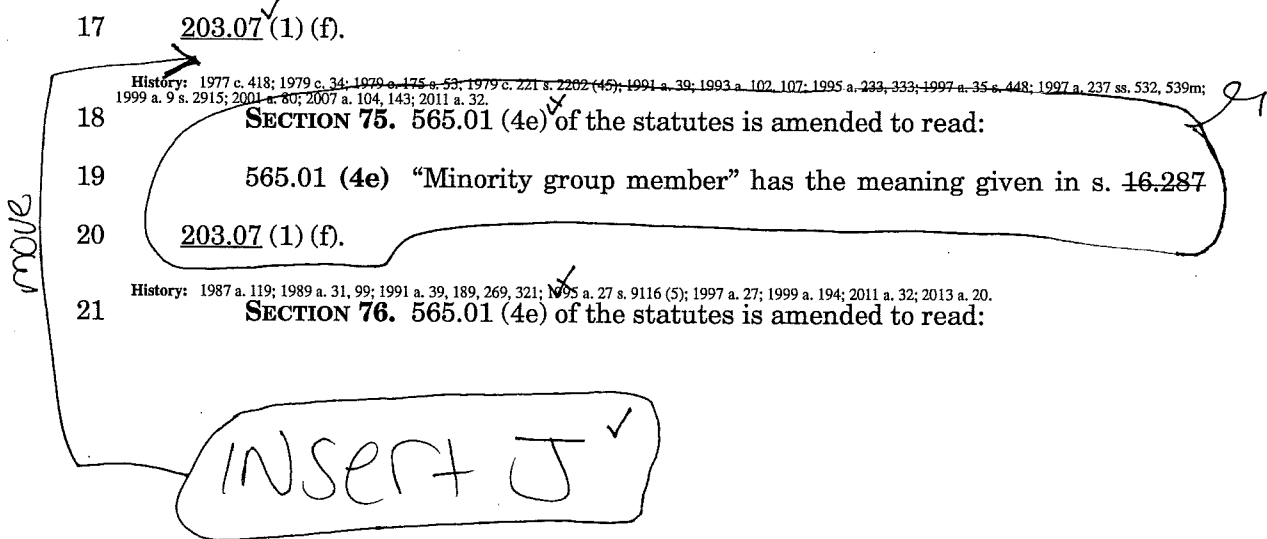 17 203.07 (1) (f).
History: 1977 c. 418; 1979 c. 34; 1979 c. 175 s. 53; 1979 c. 221 s. 2202 (45); 1991 a. 39; 1993 a. 102, 107; 1995 a. 233, 333; 1997 a. 35 s. 448; 1997 a. 237 ss. 532, 539m;
1999 a. 9 s. 2915; 2001 a. 80; 2007 a. 104, 143; 2011 a. 32.
18 SECTION 75. 565.01 (4e) of the statutes is amended to read:
19 565.01 (4e) “Minority group member” has the meaning given in s. 16.287
20 203.07 (1) (f).
History: 1987 a. 119; 1989 a. 31, 99; 1991 a. 39, 189, 269, 321; 1995 a. 27 s. 9116 (5); 1997 a. 27; 1999 a. 194; 2011 a. 32; 2013 a. 20.
21 SECTION 76. 565.01 (4e) of the statutes is amended to read:
move
INSert J